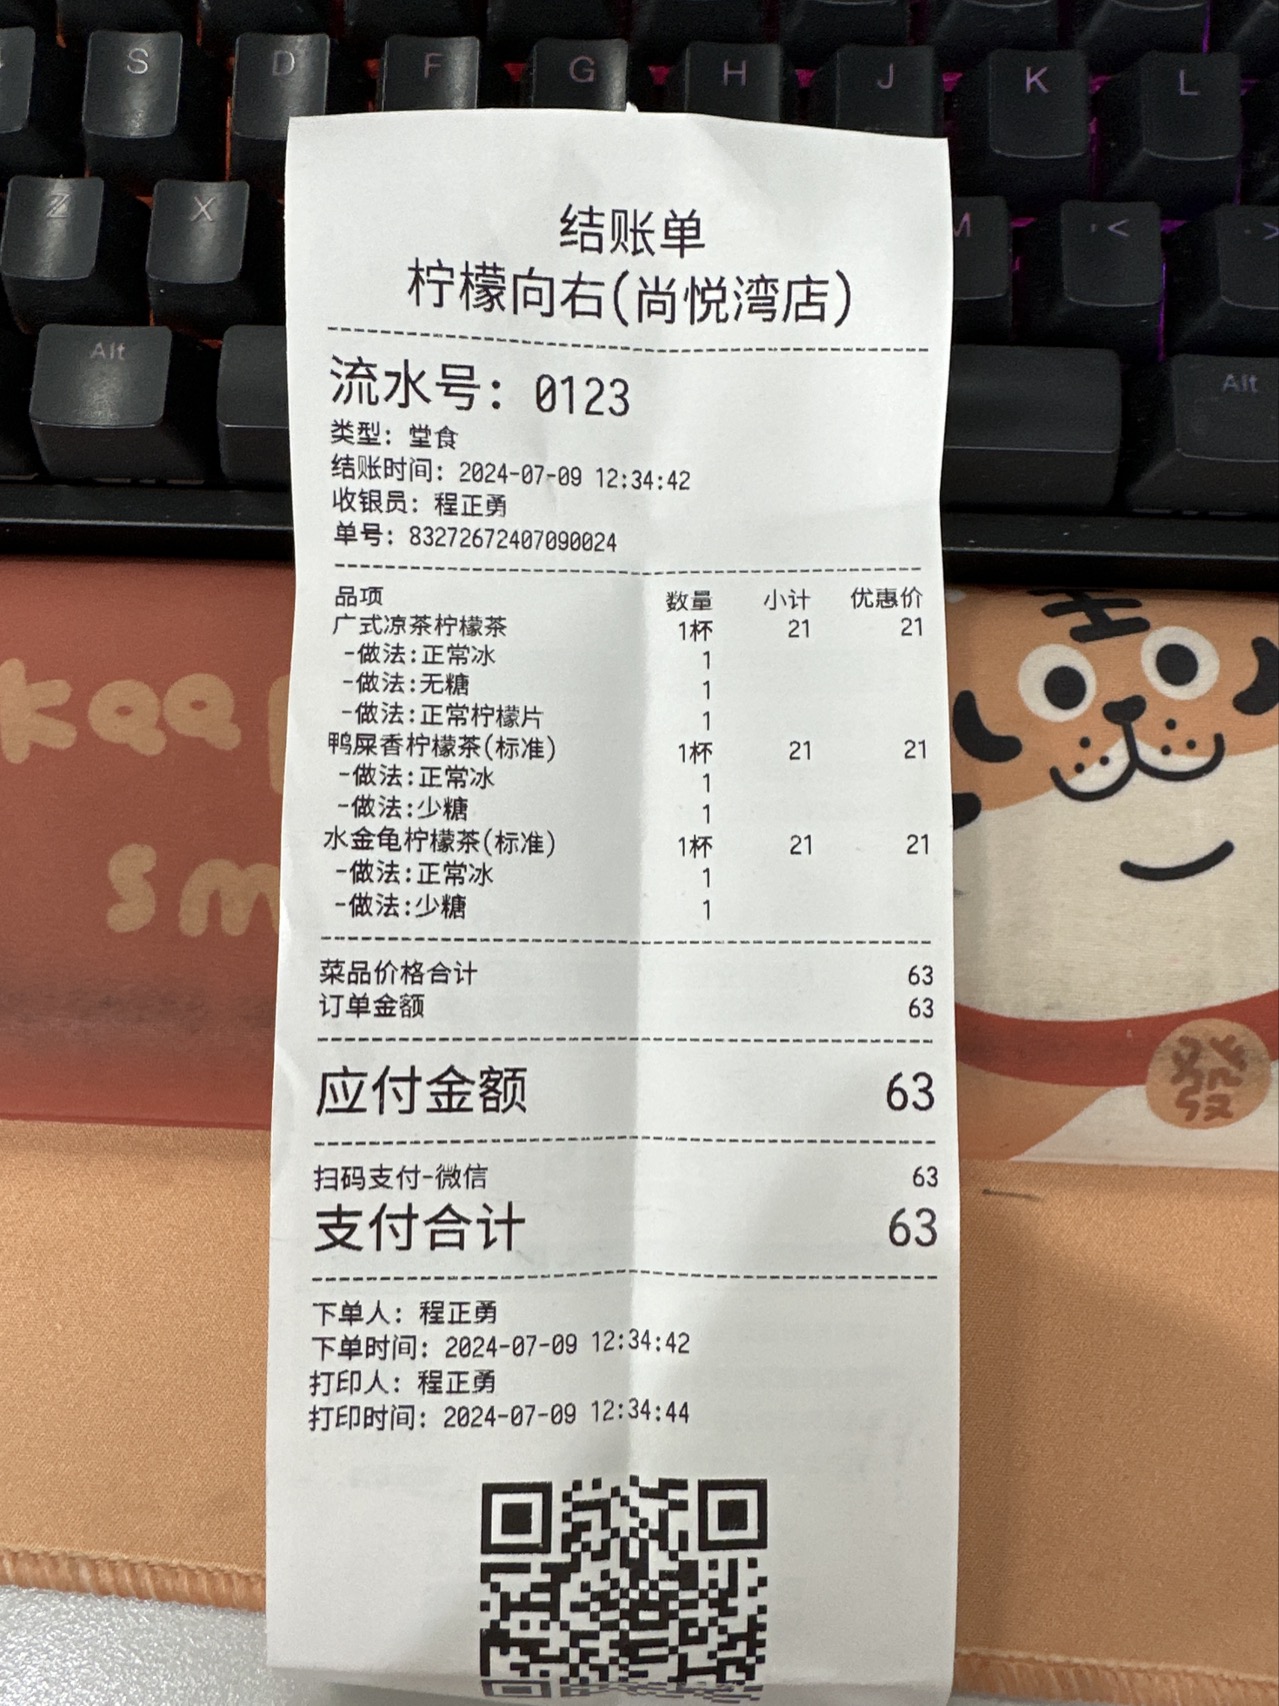 S D F G H J K L
Z X M < >
Alt Alt
结账单
柠檬向右(尚悦湾店)
流水号: 0123
类型: 堂食
结账时间: 2024-07-09 12:34:42
收银员: 程正勇
单号: 83272672407090024
品项 数量 小计 优惠价
广式凉茶柠檬茶 1杯 21 21
-做法:正常冰 1
-做法:无糖 1
-做法:正常柠檬片 1
鸭屎香柠檬茶(标准) 1杯 21 21
-做法:正常冰 1
-做法:少糖 1
水金龟柠檬茶(标准) 1杯 21 21
-做法:正常冰 1
-做法:少糖 1
菜品价格合计 63
订单金额 63
应付金额 63
扫码支付-微信 63
支付合计 63
下单人: 程正勇
下单时间: 2024-07-09 12:34:42
打印人: 程正勇
打印时间: 2024-07-09 12:34:44
發